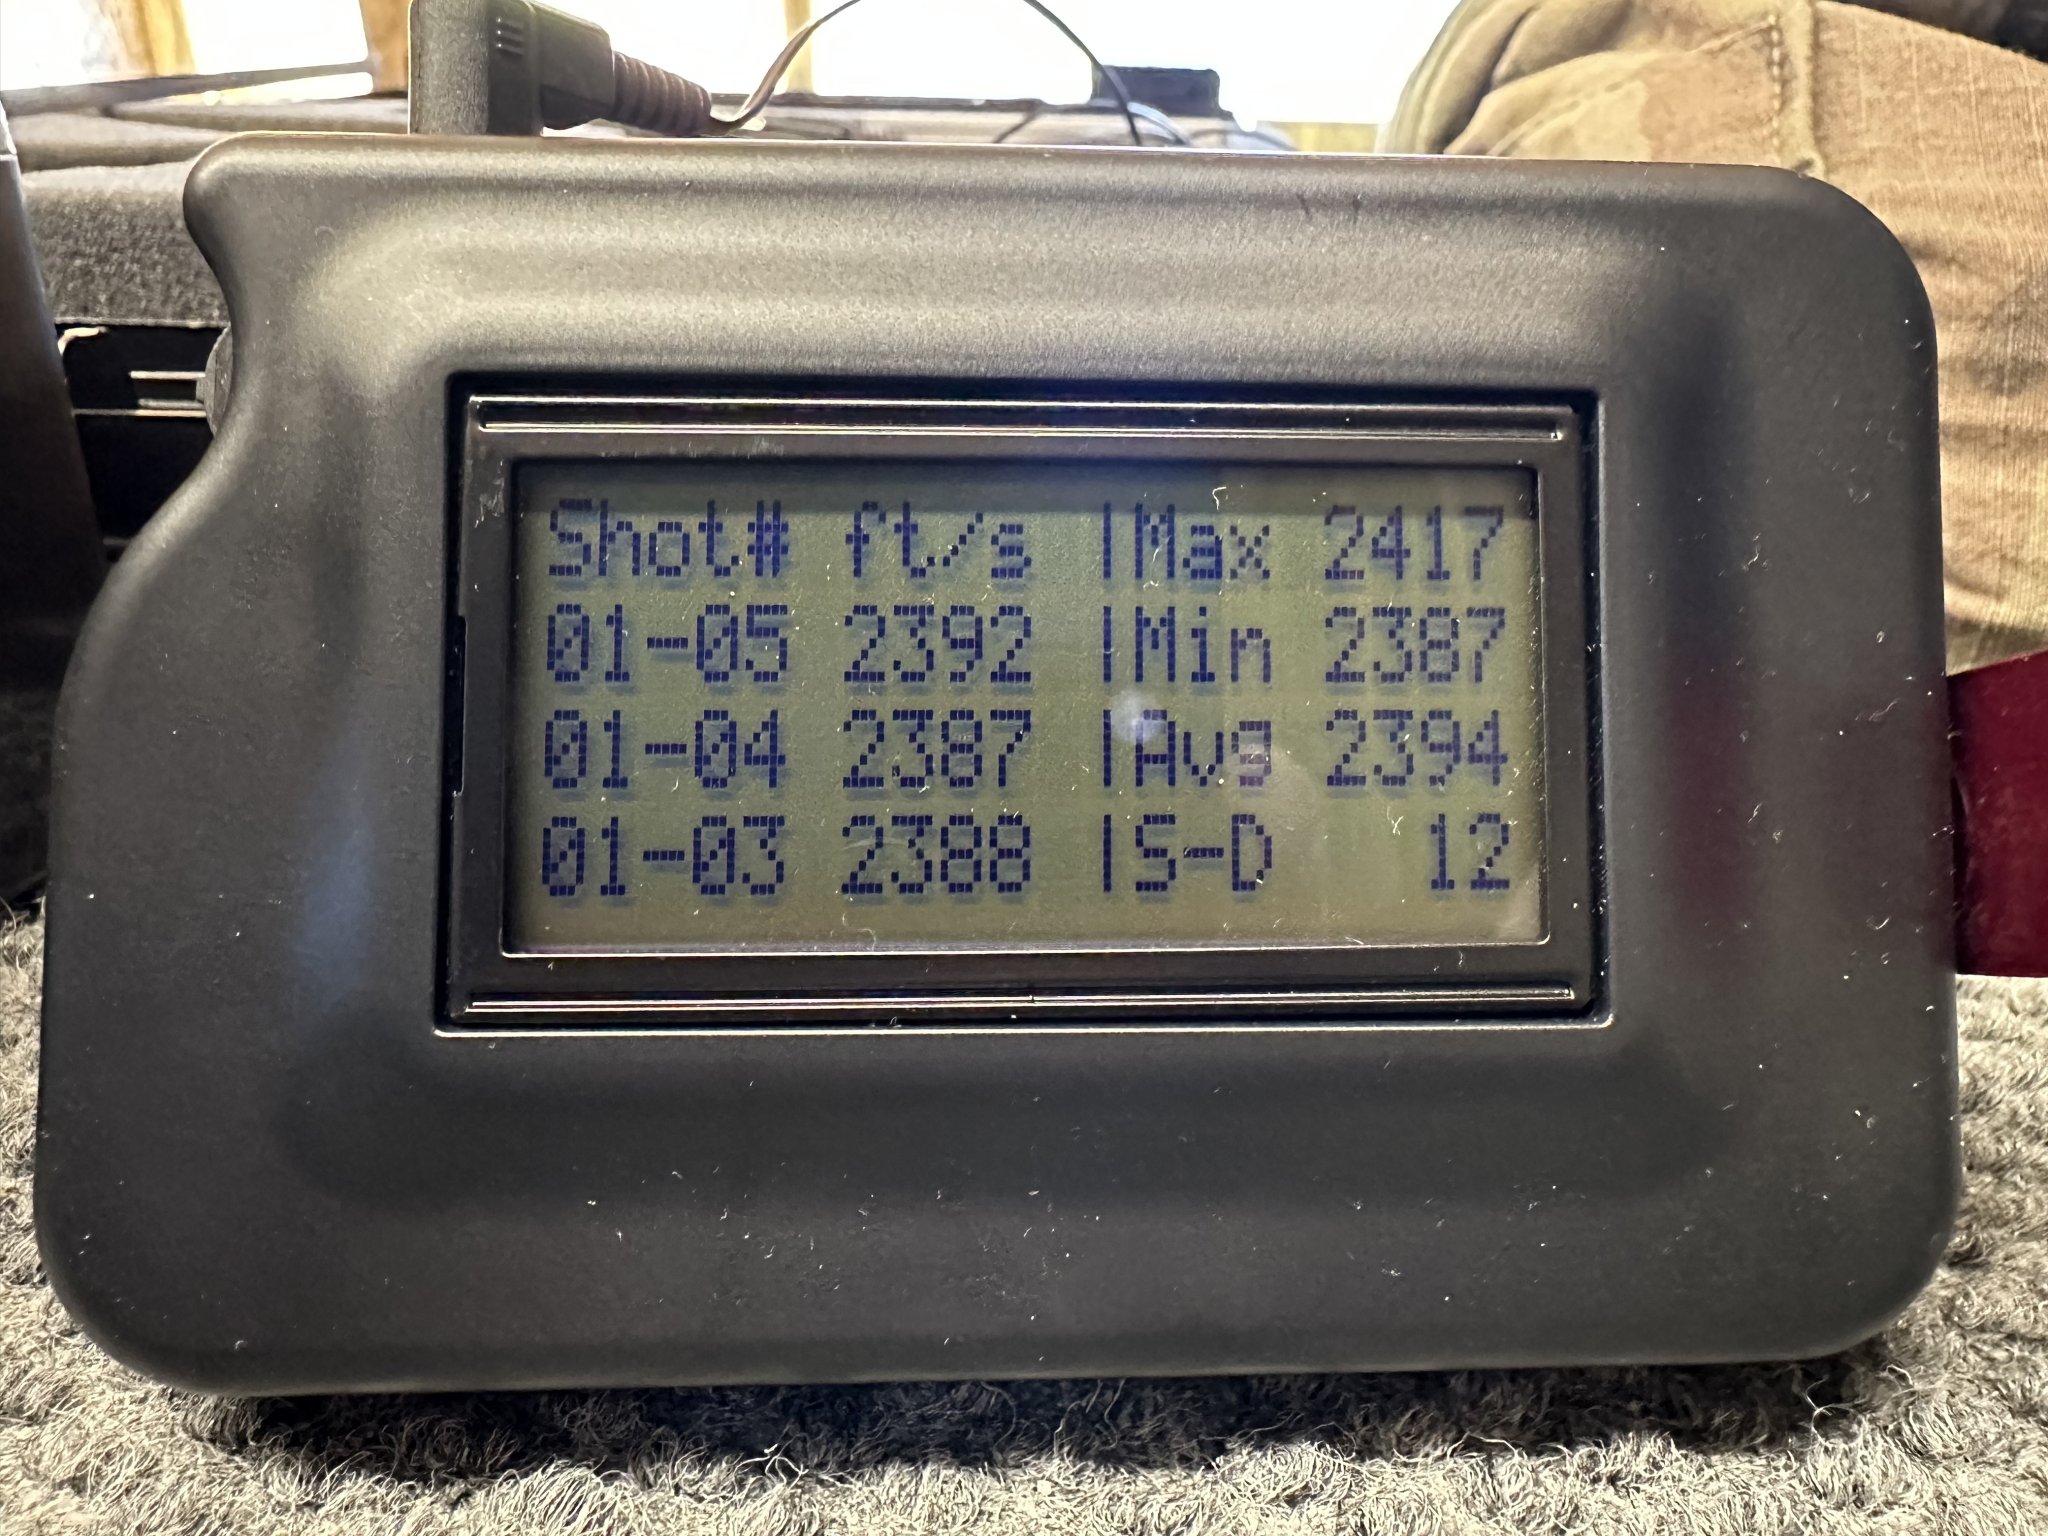 Shot# ft/s |Max 2417
01-05 2392 |Min 2387
01-04 2387 |Avg 2394
01-03 2388 |S-D 12